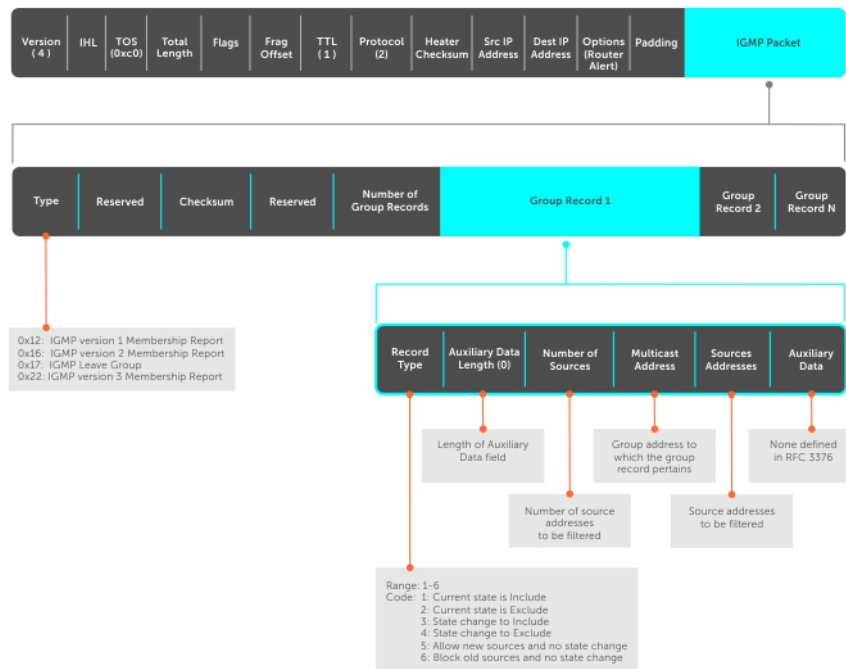 Version
( 4 )
IHL
TOS
(0xc0)
Total
Length
Flags
Frag
Offset
TTL
( 1 )
Protocol
(2)
Heater
Checksum
Src IP
Address
Dest IP
Address
Options
(Router
Alert)
Padding
IGMP Packet
Type
Reserved
Checksum
Reserved
Number of
Group Records
Group Record 1
Group
Record 2
Group
Record N
0x12: IGMP version 1 Membership Report
0x16: IGMP version 2 Membership Report
0x17: IGMP Leave Group
0x22: IGMP version 3 Membership Report
Record
Type
Auxiliary Data
Length (0)
Number of
Sources
Multicast
Address
Sources
Addresses
Auxiliary
Data
Length of Auxiliary
Data field
Group address to
which the group
record pertains
None defined
in RFC 3376
Number of source
addresses
to be filtered
Source addresses
to be filtered
Range: 1-6
Code: 1: Current state is Include
2: Current state is Exclude
3: State change to Include
4: State change to Exclude
5: Allow new sources and no state change
6: Block old sources and no state change